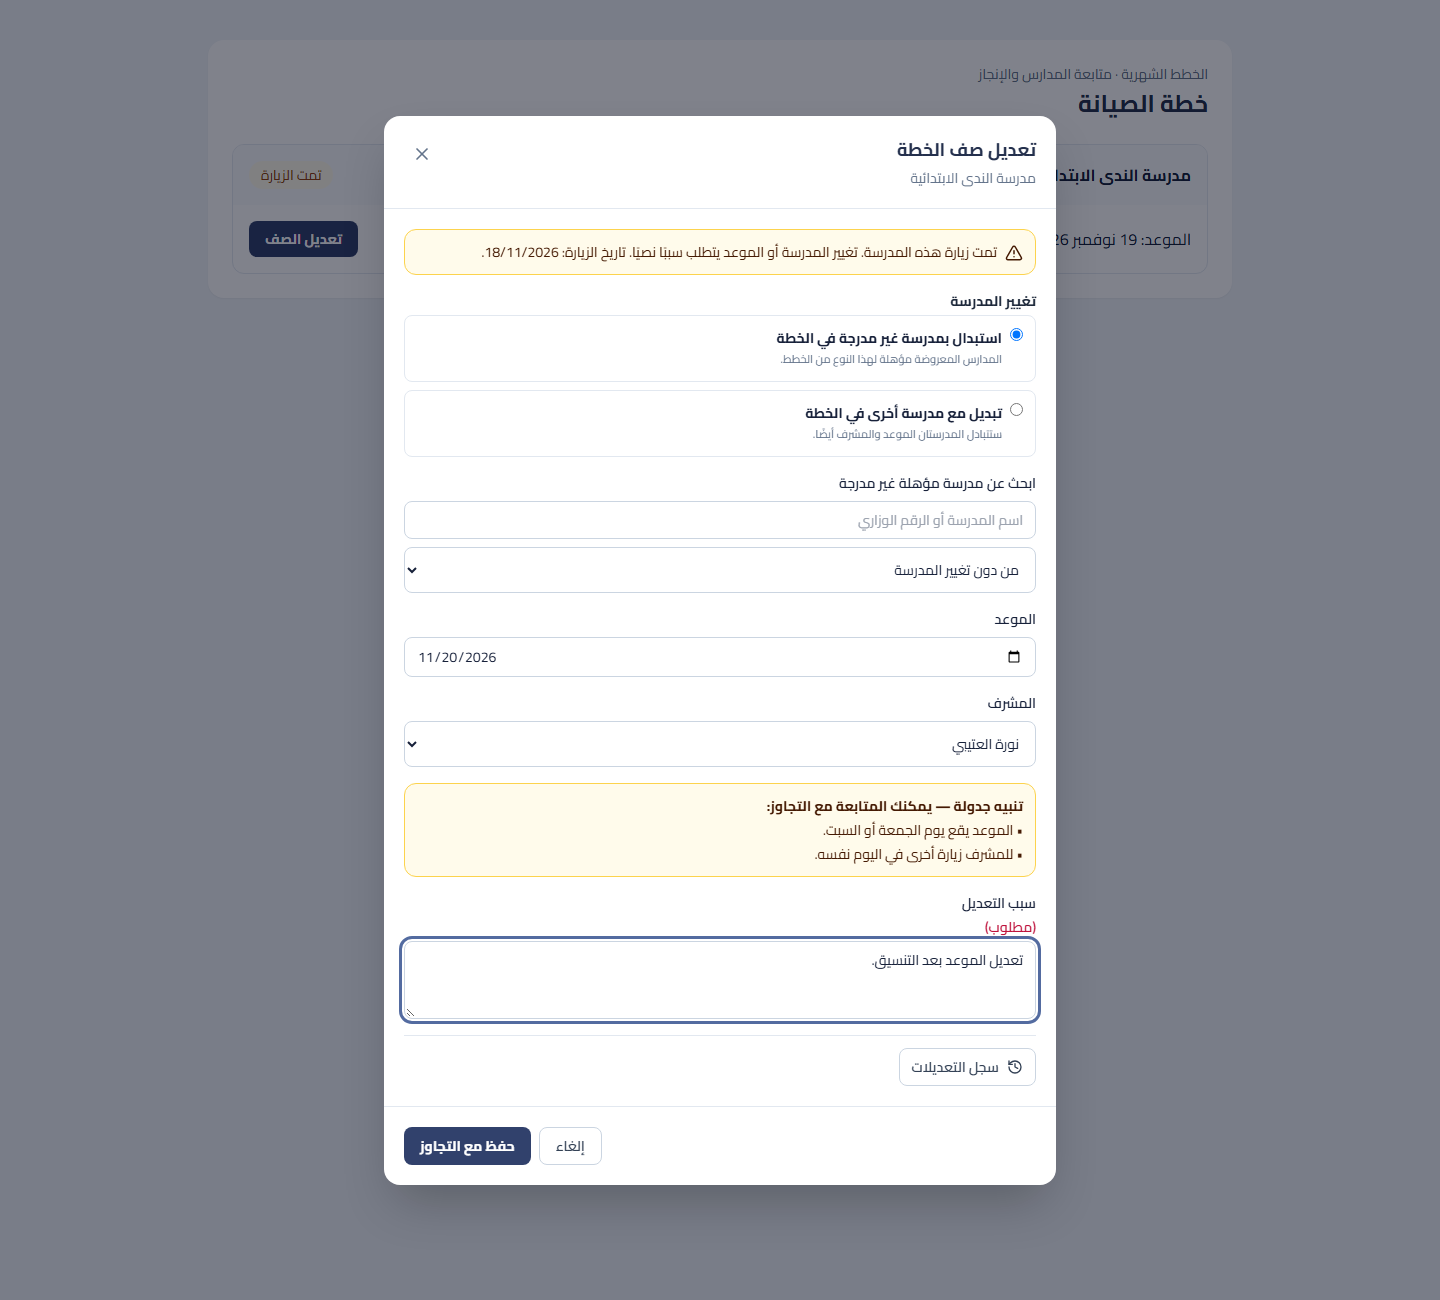 الخطط الشهرية · متابعة المدارس والإنجاز
خطة الصيانة
مدرسة الندى
تمت الزيارة
الموعد: 19 نوفمبر
تعديل الصف
تعديل صف الخطة
مدرسة الندى الابتدائية
تمت زيارة هذه المدرسة. تغيير المدرسة أو الموعد يتطلب سببًا نصيًا. تاريخ الزيارة: 18/11/2026.
تغيير المدرسة
استبدال بمدرسة غير مدرجة في الخطة
المدارس المعروضة مؤهلة لهذا النوع من الخطط.
تبديل مع مدرسة أخرى في الخطة
ستتبادل المدرستان الموعد والمشرف أيضًا.
ابحث عن مدرسة مؤهلة غير مدرجة
اسم المدرسة أو الرقم الوزاري
من دون تغيير المدرسة
الموعد
11/20/2026
المشرف
نورة العتيبي
تنبيه جدولة — يمكنك المتابعة مع التجاوز:
• الموعد يقع يوم الجمعة أو السبت.
• للمشرف زيارة أخرى في اليوم نفسه.
سبب التعديل
(مطلوب)
تعديل الموعد بعد التنسيق.
سجل التعديلات
إلغاء
حفظ مع التجاوز